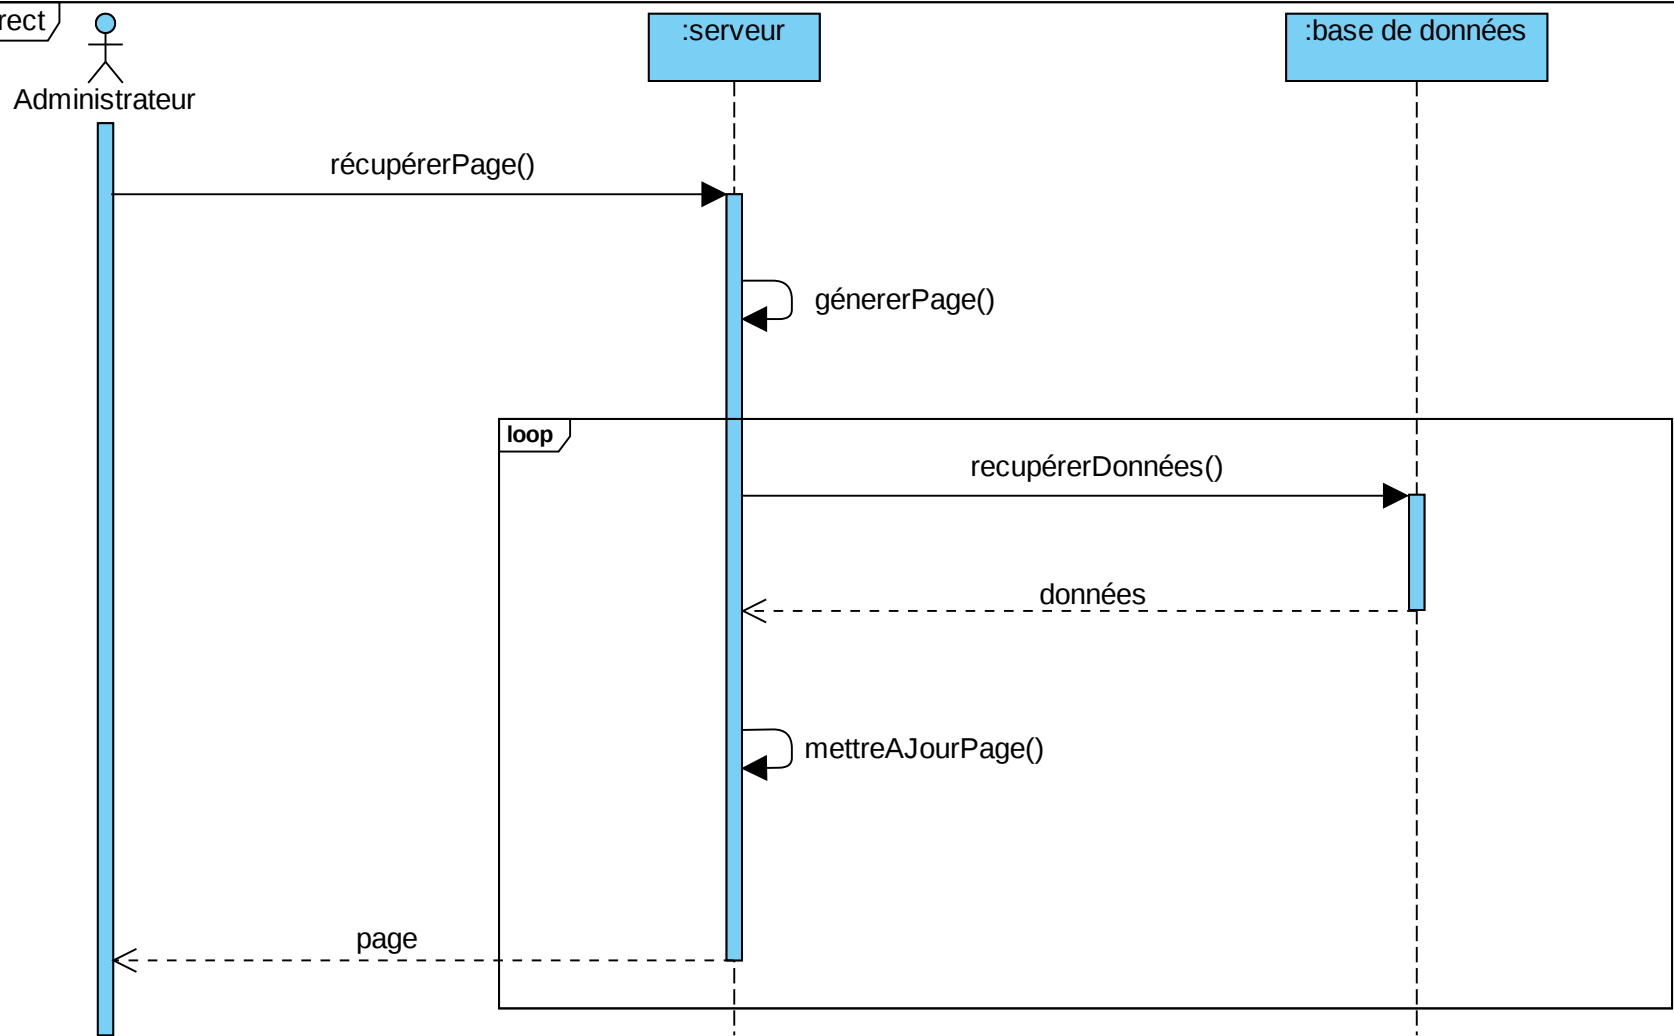 rect
Administrateur
:serveur
:base de données
récupérerPage()
génererPage()
loop
recupérerDonnées()
données
mettreAJourPage()
page